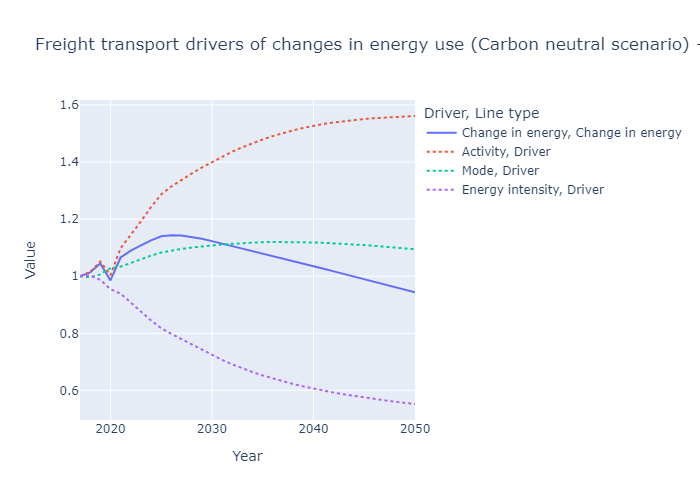 Freight transport drivers of changes in energy use (Carbon neutral scenario) -
1.6
1.4
1.2
1
0.8
0.6
Value
2020
2030
2040
2050
Year
Driver, Line type
Change in energy, Change in energy
Activity, Driver
Mode, Driver
Energy intensity, Driver